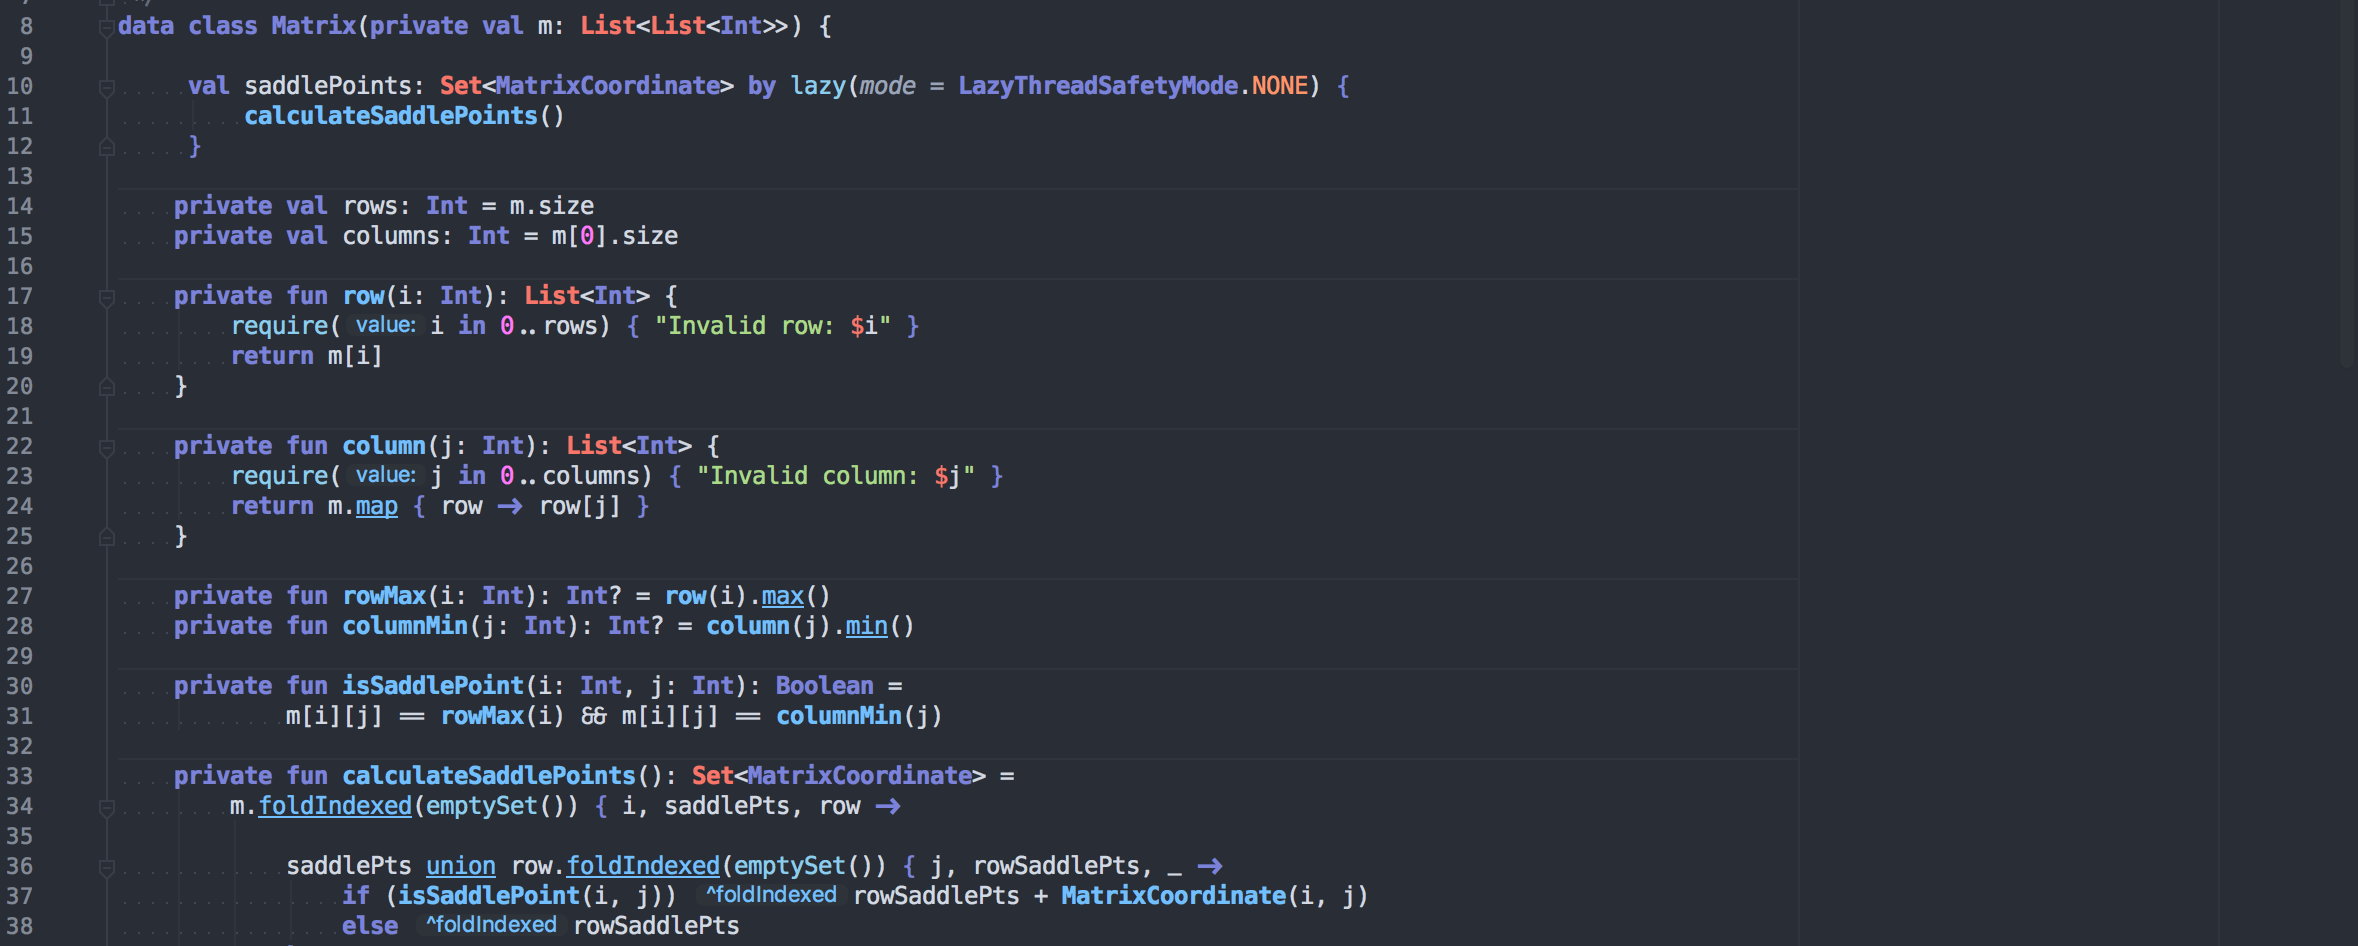 8 data class Matrix(private val m: List<List<Int>>) {
9
10 val saddlePoints: Set<MatrixCoordinate> by lazy(mode = LazyThreadSafetyMode.NONE) {
11 calculateSaddlePoints()
12 }
13
14 private val rows: Int = m.size
15 private val columns: Int = m[0].size
16
17 private fun row(i: Int): List<Int> {
18 require( value: i in 0..rows) { "Invalid row: $i" }
19 return m[i]
20 }
21
22 private fun column(j: Int): List<Int> {
23 require( value: j in 0..columns) { "Invalid column: $j" }
24 return m.map { row → row[j] }
25 }
26
27 private fun rowMax(i: Int): Int? = row(i).max()
28 private fun columnMin(j: Int): Int? = column(j).min()
29
30 private fun isSaddlePoint(i: Int, j: Int): Boolean =
31 m[i][j] == rowMax(i) && m[i][j] == columnMin(j)
32
33 private fun calculateSaddlePoints(): Set<MatrixCoordinate> =
34 m.foldIndexed(emptySet()) { i, saddlePts, row →
35
36 saddlePts union row.foldIndexed(emptySet()) { j, rowSaddlePts, _ →
37 if (isSaddlePoint(i, j)) ^foldIndexed rowSaddlePts + MatrixCoordinate(i, j)
38 else ^foldIndexed rowSaddlePts